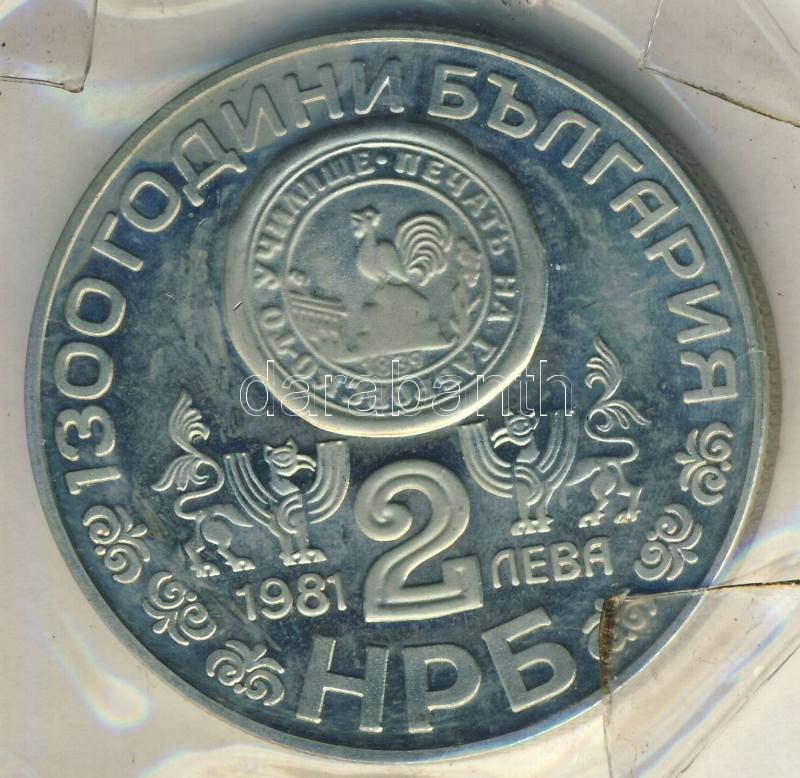 1300 ГОДИНИ БЪЛГАРИЯ
УЧИЛИЩЕ • ПЕЧАТЬ НА
darabanth
1981 2 ЛЕВА
НРБ